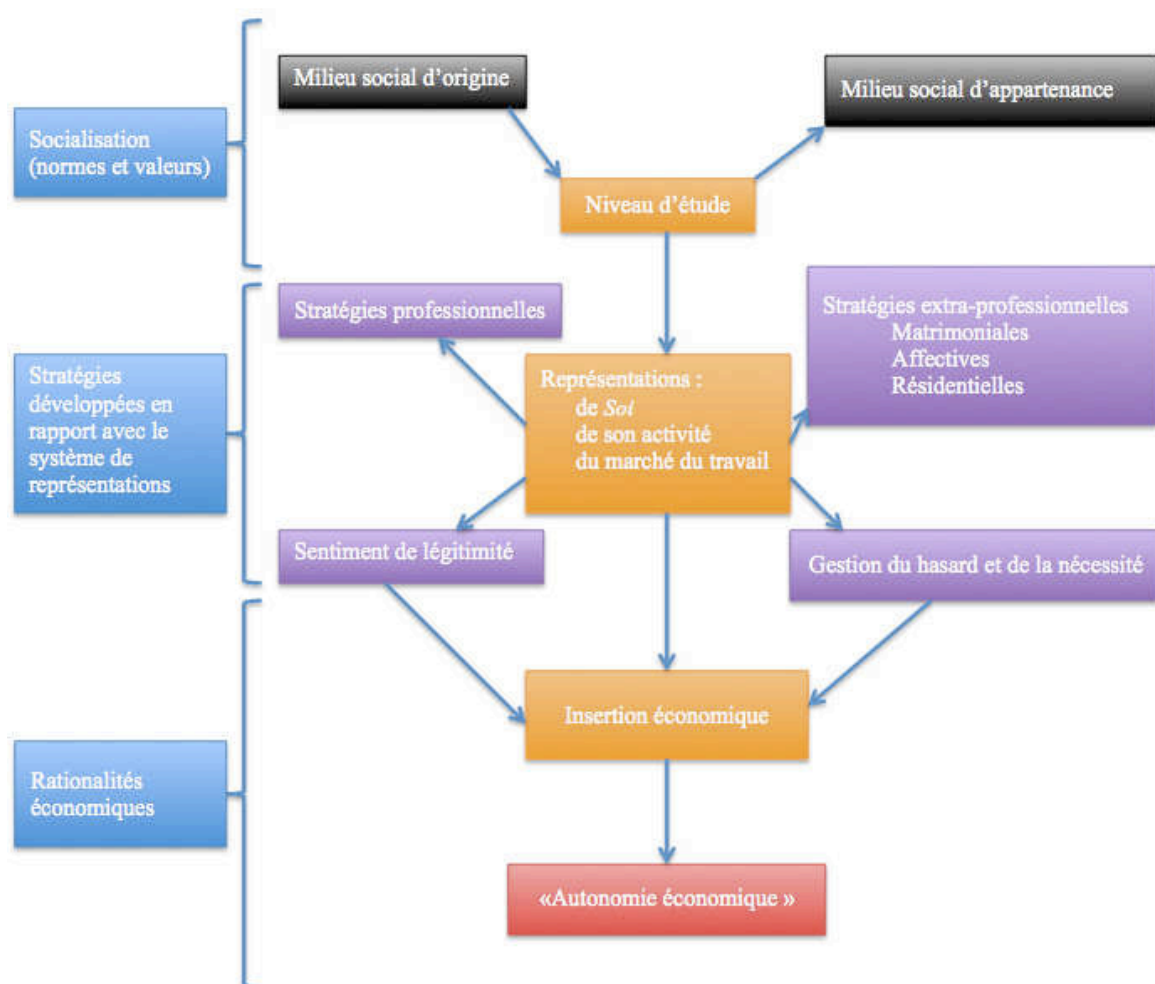 Milieu social d’origine
Milieu social d’appartenance
Socialisation
(normes et valeurs)
Niveau d’étude
Stratégies professionnelles
Stratégies extra-professionnelles
Matrimoniales
Affectives
Résidentielles
Stratégies
développées en
rapport avec le
système de
représentations
Représentations :
de Soi
de son activité
du marché du travail
Sentiment de légitimité
Gestion du hasard et de la nécessité
Insertion économique
Rationalités
économiques
«Autonomie économique »